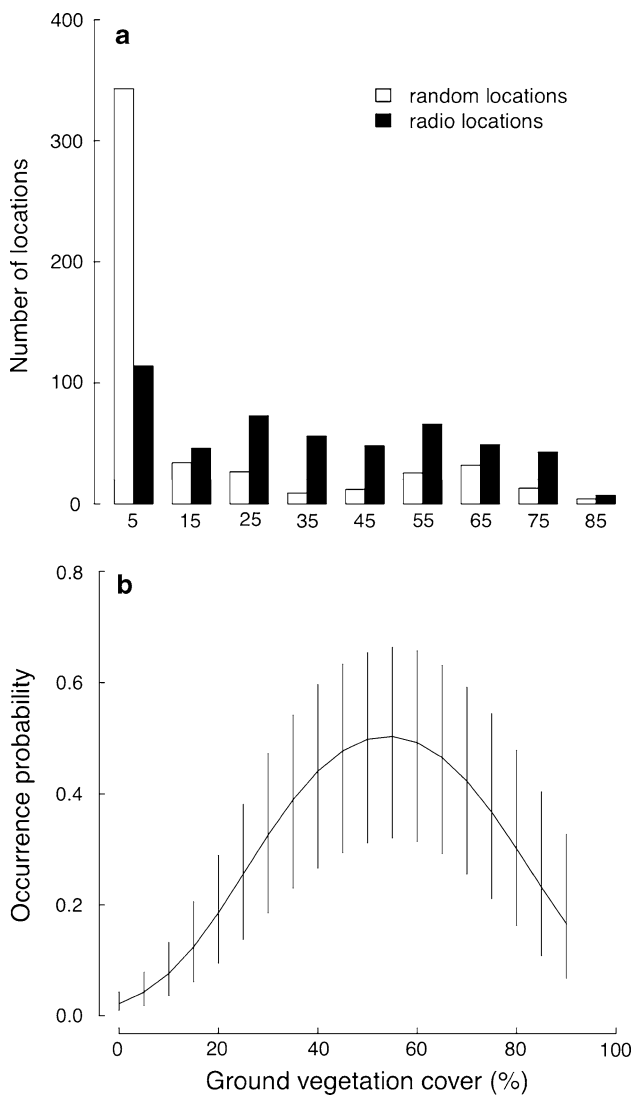 a
400
300
200
100
0
Number of locations
random locations
radio locations
5 15 25 35 45 55 65 75 85
b
0.8
0.6
0.4
0.2
0.0
Occurrence probability
0 20 40 60 80 100
Ground vegetation cover (%)